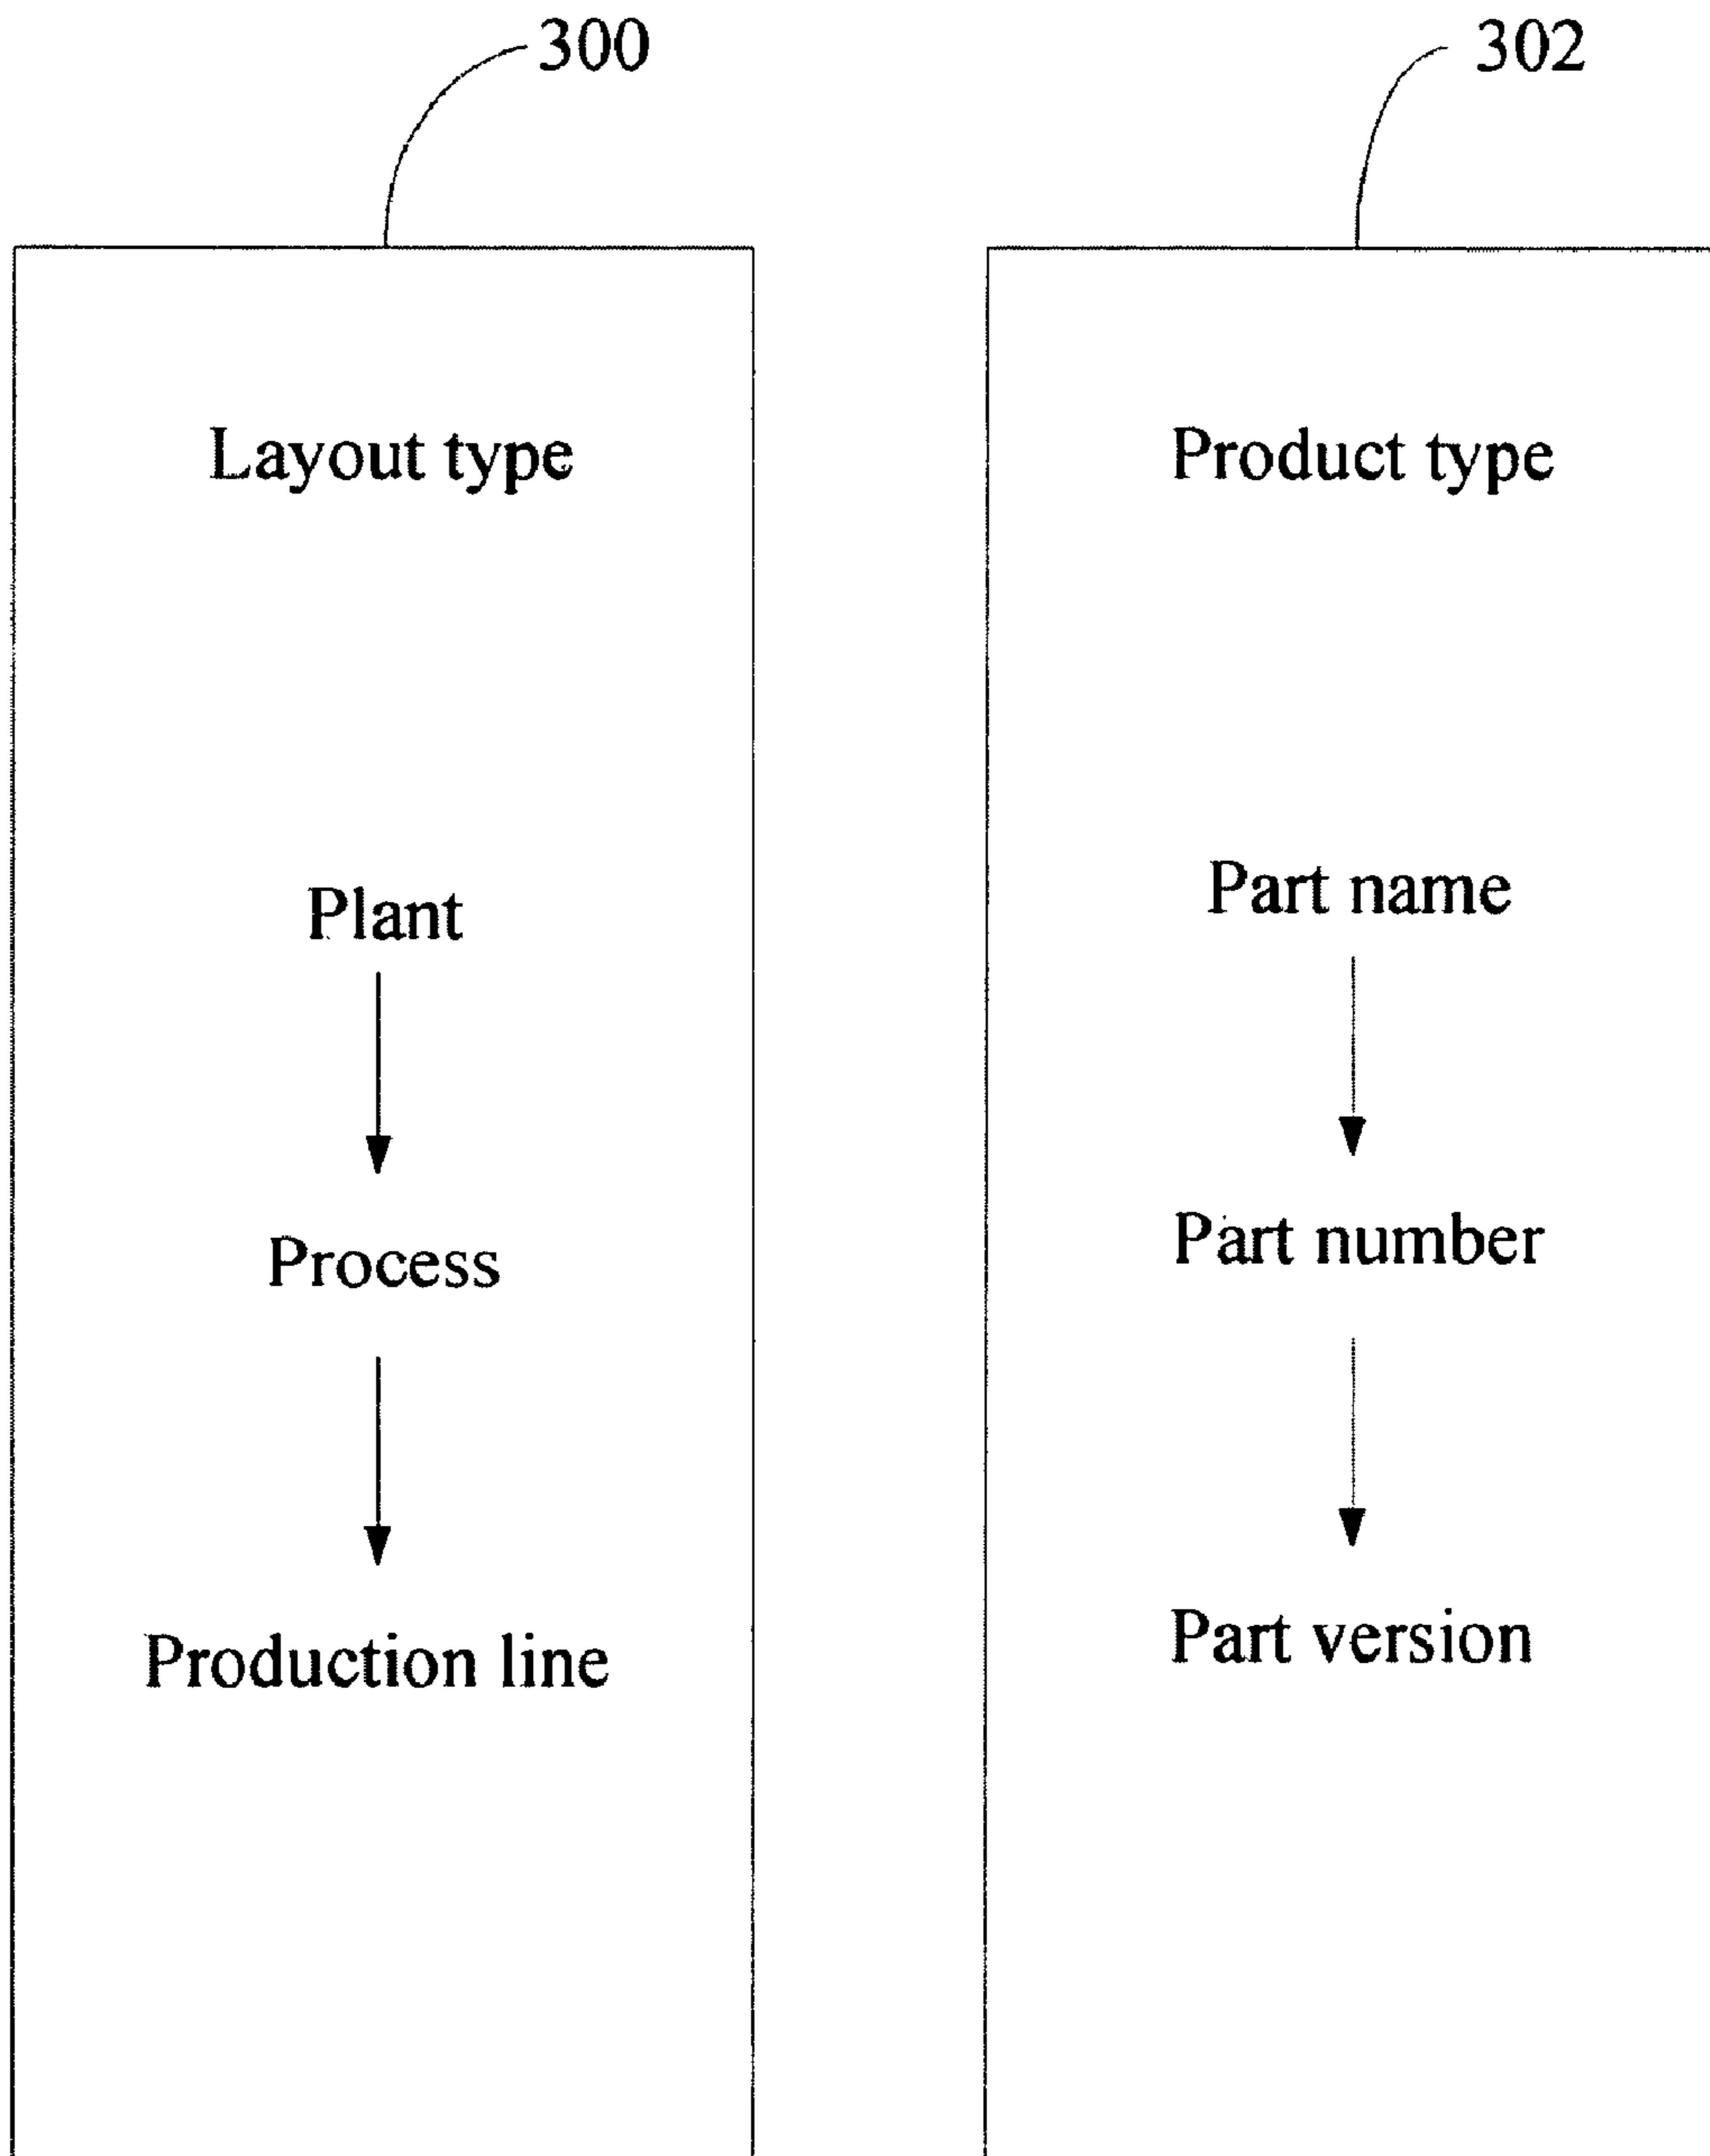 300
302
Layout type
Product type
Plant
Part name
Process
Part number
Production line
Part version